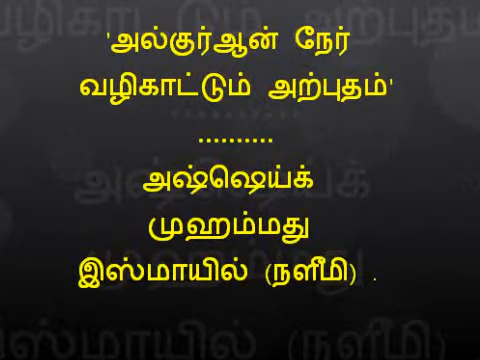 'அல்குர்ஆன் நேர்
வழிகாட்டும் அற்புதம்'
..........
அஷ்ஷெய்க்
முஹம்மது
இஸ்மாயில் (நளீமி) .